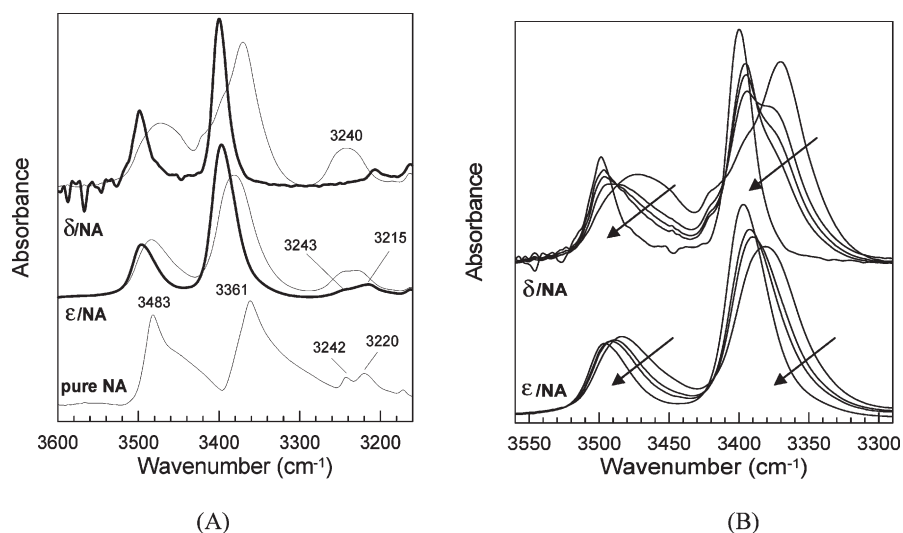 Absorbance
3240
δ/NA
3243
3215
ε/NA
3483
3361
3242
3220
pure NA
3600 3500 3400 3300 3200
Wavenumber (cm-1)
(A)
Absorbance
δ/NA
ε/NA
3550 3500 3450 3400 3350 3300
Wavenumber (cm-1)
(B)